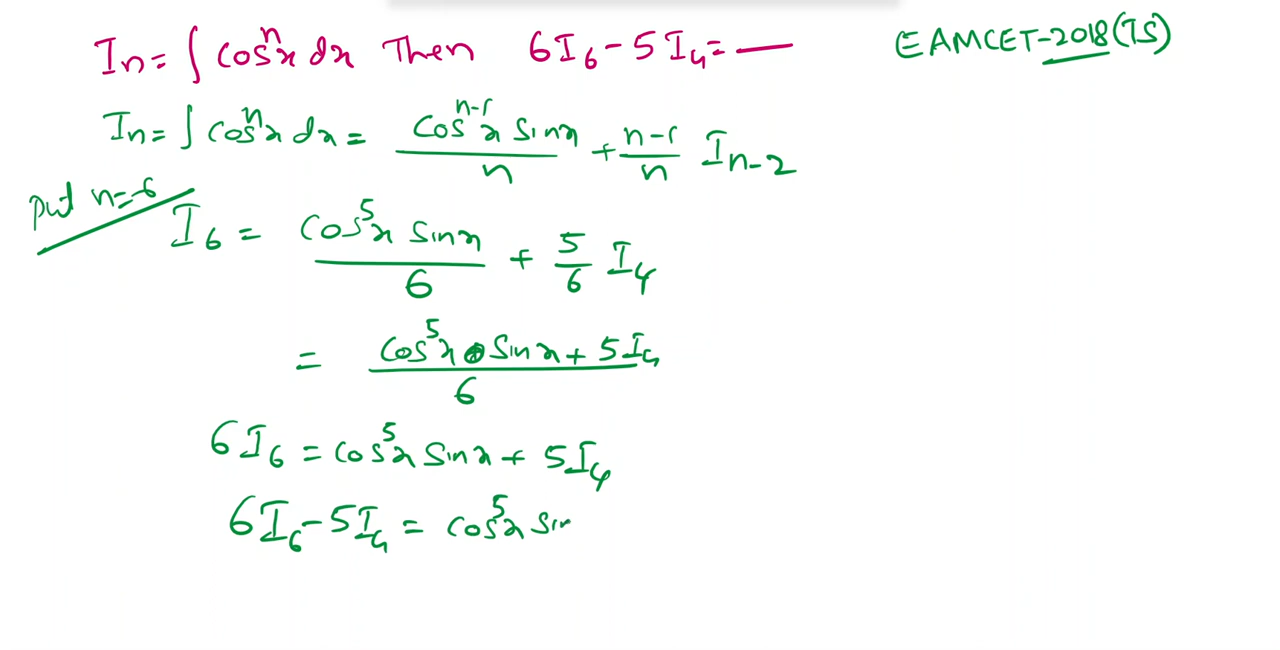 Iₙ = ∫ cosⁿx dx Then 6I₆ - 5I₄ = —— EAMCET-2018(TS)
Iₙ = ∫ cosⁿx dx = (cosⁿ⁻¹x sinx)/n + (n-1)/n Iₙ₋₂
put n=6
I₆ = (cos⁵x sinx)/6 + 5/6 I₄
= (cos⁵x • sinx + 5I₄)/6
6I₆ = cos⁵x sinx + 5I₄
6I₆ - 5I₄ = cos⁵x sin